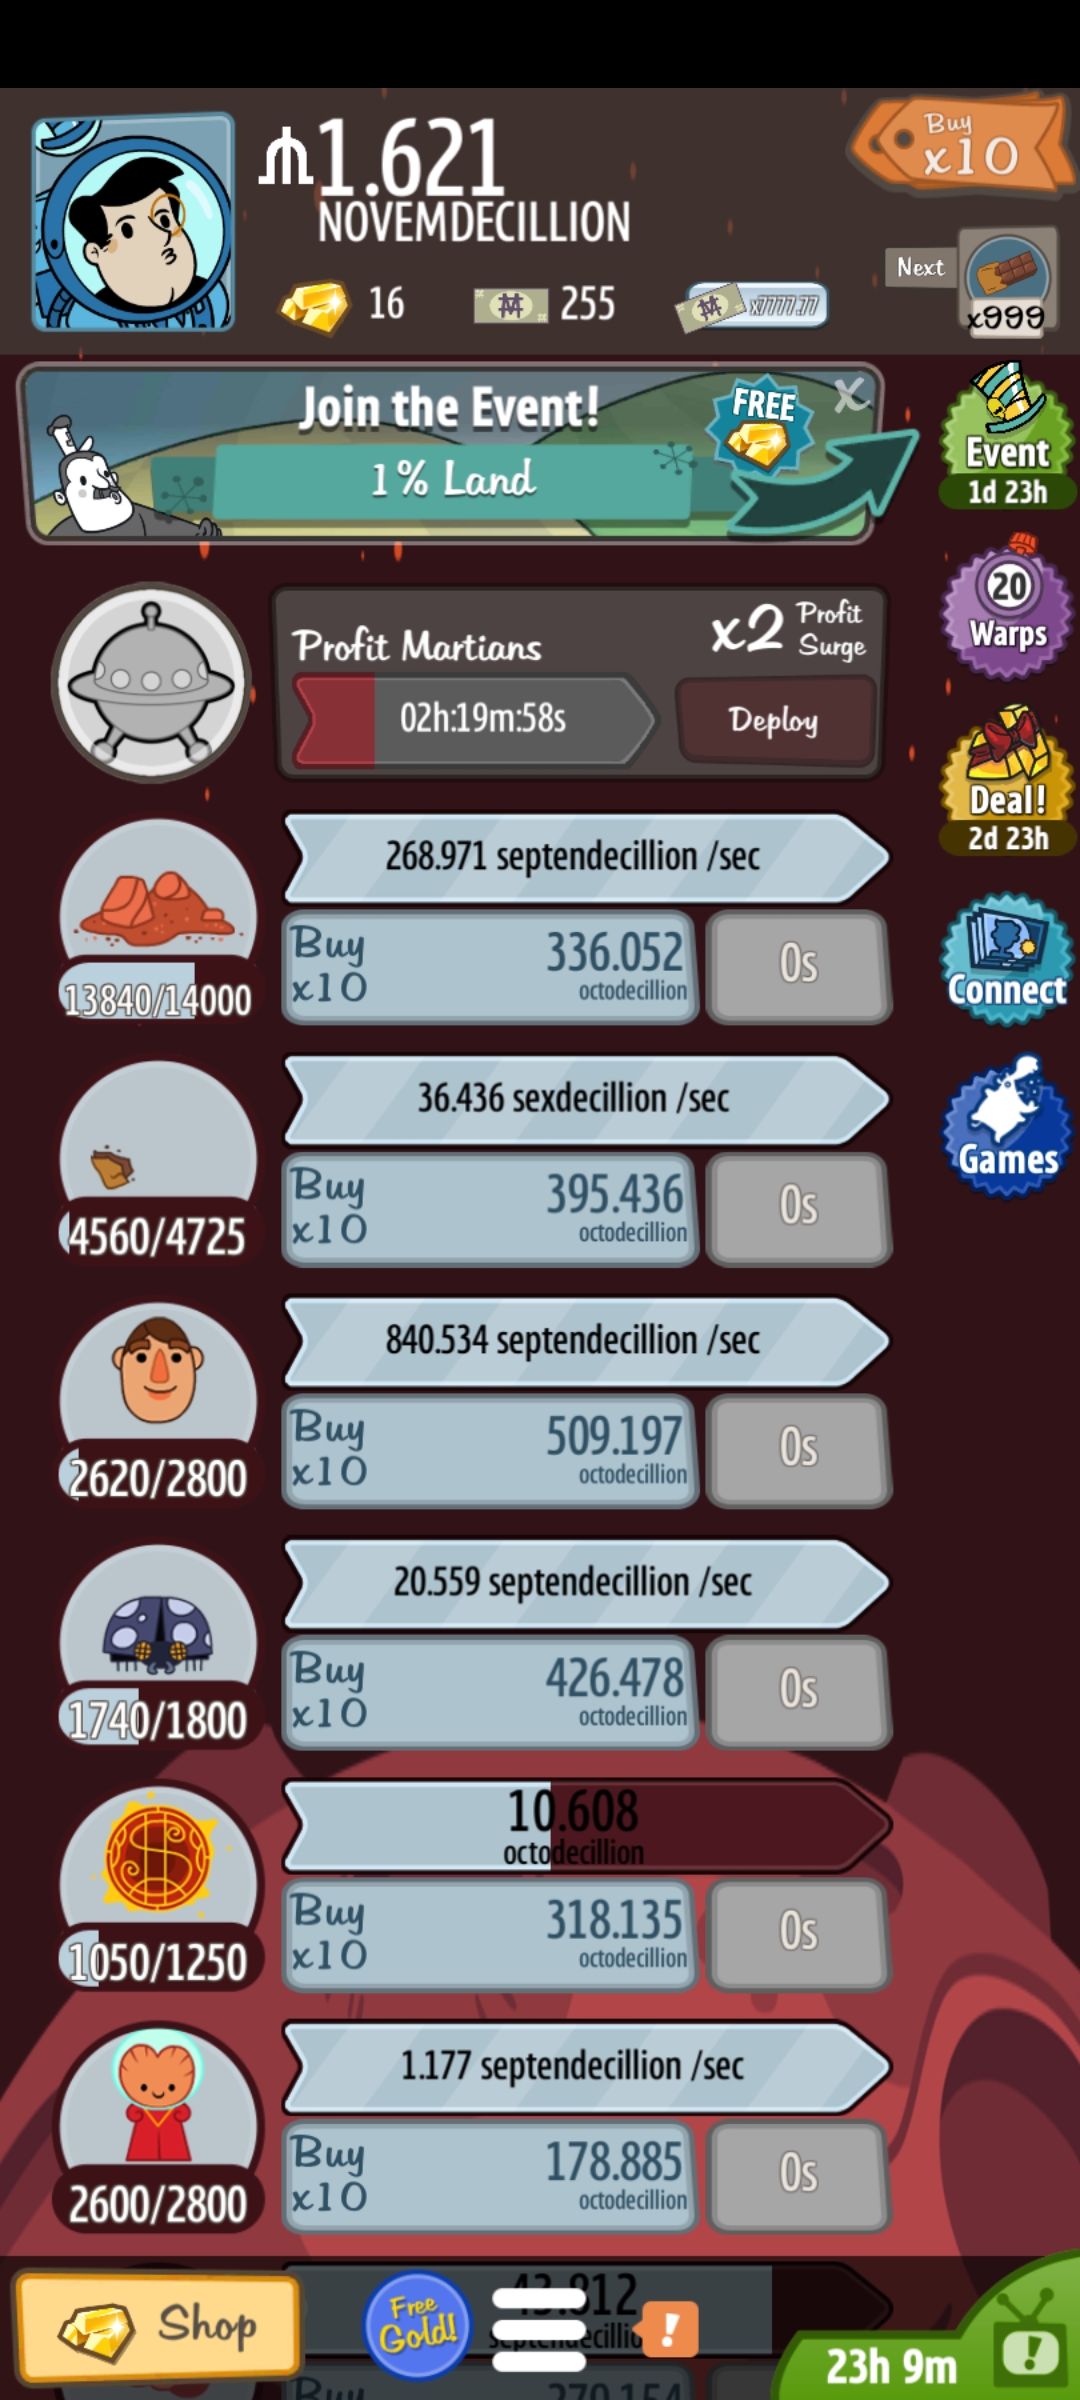 1.621
NOVEMDECILLION
Buy
x10
16
255
x7777.77
Next
x999
Join the Event!
1% Land
FREE
X
Event
1d 23h
20
Warps
Profit Martians
x2 Profit
Surge
02h:19m:58s
Deploy
Deal!
2d 23h
268.971 septendecillion /sec
13840/14000
Buy
x10
336.052
octodecillion
0s
Connect
36.436 sexdecillion /sec
4560/4725
Buy
x10
395.436
octodecillion
0s
Games
840.534 septendecillion /sec
2620/2800
Buy
x10
509.197
octodecillion
0s
20.559 septendecillion /sec
1740/1800
Buy
x10
426.478
octodecillion
0s
10.608
octodecillion
1050/1250
Buy
x10
318.135
octodecillion
0s
1.177 septendecillion /sec
2600/2800
Buy
x10
178.885
octodecillion
0s
Shop
Free
Gold!
!
23h 9m
!